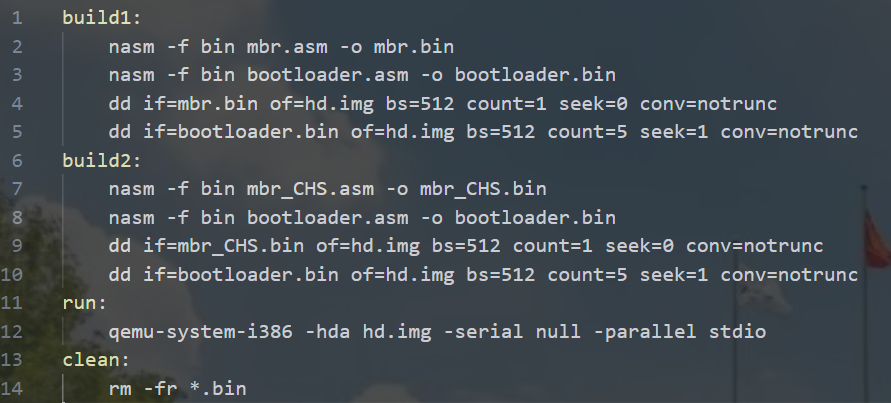 1 build1:
2 nasm -f bin mbr.asm -o mbr.bin
3 nasm -f bin bootloader.asm -o bootloader.bin
4 dd if=mbr.bin of=hd.img bs=512 count=1 seek=0 conv=notrunc
5 dd if=bootloader.bin of=hd.img bs=512 count=5 seek=1 conv=notrunc
6 build2:
7 nasm -f bin mbr_CHS.asm -o mbr_CHS.bin
8 nasm -f bin bootloader.asm -o bootloader.bin
9 dd if=mbr_CHS.bin of=hd.img bs=512 count=1 seek=0 conv=notrunc
10 dd if=bootloader.bin of=hd.img bs=512 count=5 seek=1 conv=notrunc
11 run:
12 qemu-system-i386 -hda hd.img -serial null -parallel stdio
13 clean:
14 rm -fr *.bin